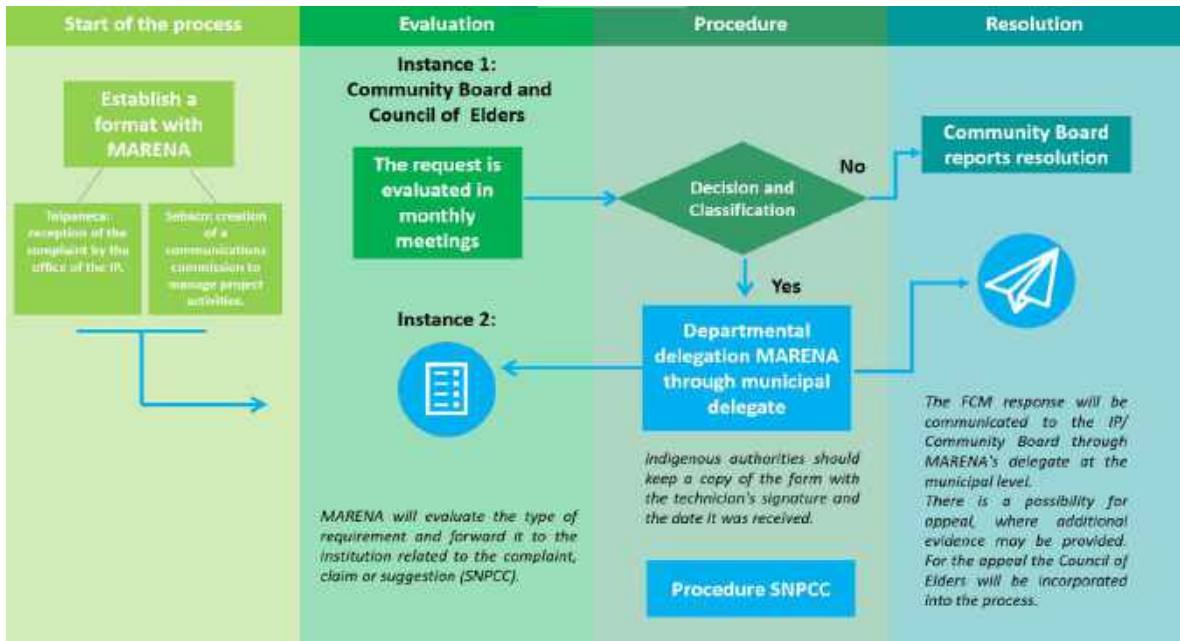 Start of the process
Evaluation
Procedure
Resolution
Establish a
format with
MARENA
Telpaneca:
reception of the
complaint by the
office of the IP.
Sebaco: creation
of a
communications
commission to
manage project
activities.
Instance 1:
Community Board and
Council of Elders
The request is
evaluated in
monthly
meetings
Instance 2:
MARENA will evaluate the type of
requirement and forward it to the
institution related to the complaint,
claim or suggestion (SNPCC).
Decision and
Classification
No
Yes
Departmental
delegation MARENA
through municipal
delegate
Indigenous authorities should
keep a copy of the form with
the technician's signature and
the date it was received.
Procedure SNPCC
Community Board
reports resolution
The FCM response will be
communicated to the IP/
Community Board through
MARENA's delegate at the
municipal level.
There is a possibility for
appeal, where additional
evidence may be provided.
For the appeal the Council of
Elders will be incorporated
into the process.